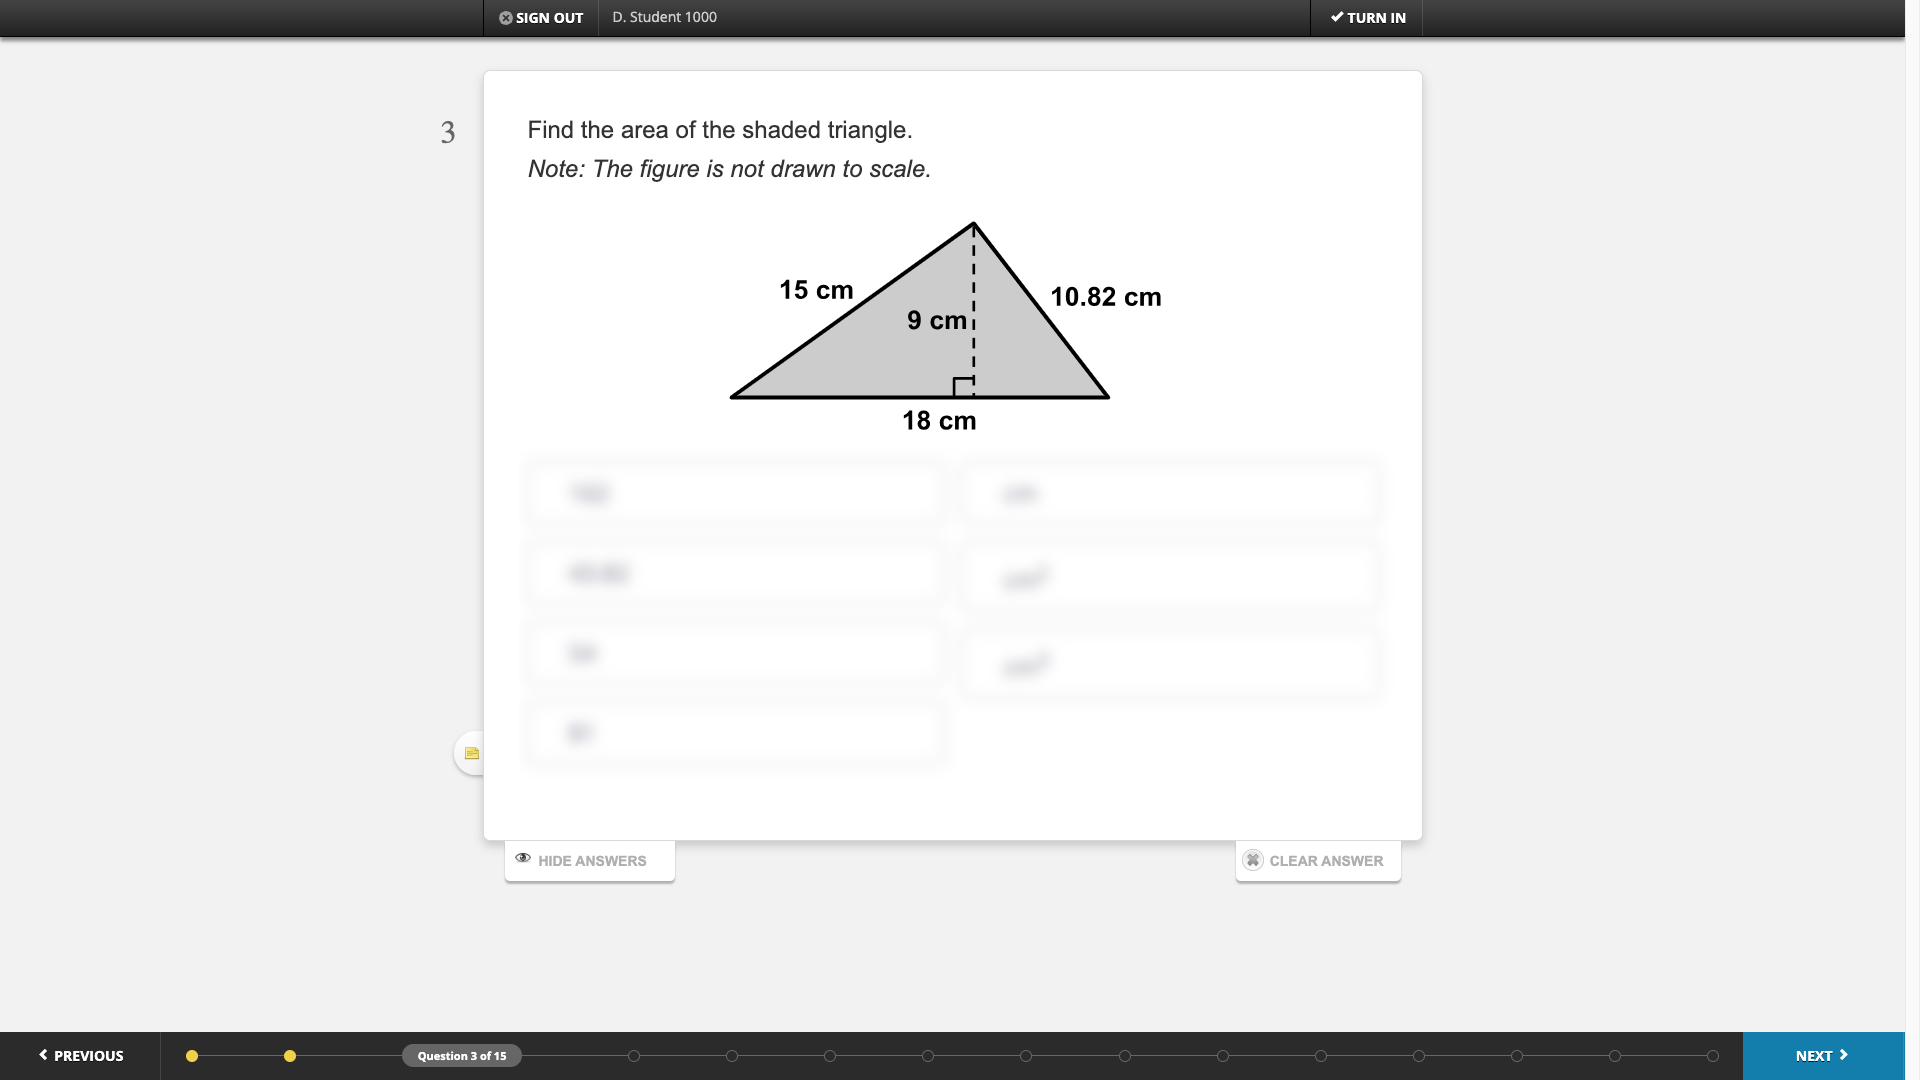 SIGN OUT
D. Student 1000
TURN IN
3
Find the area of the shaded triangle.
Note: The figure is not drawn to scale.
15 cm
10.82 cm
9 cm
18 cm
HIDE ANSWERS
CLEAR ANSWER
PREVIOUS
Question 3 of 15
NEXT